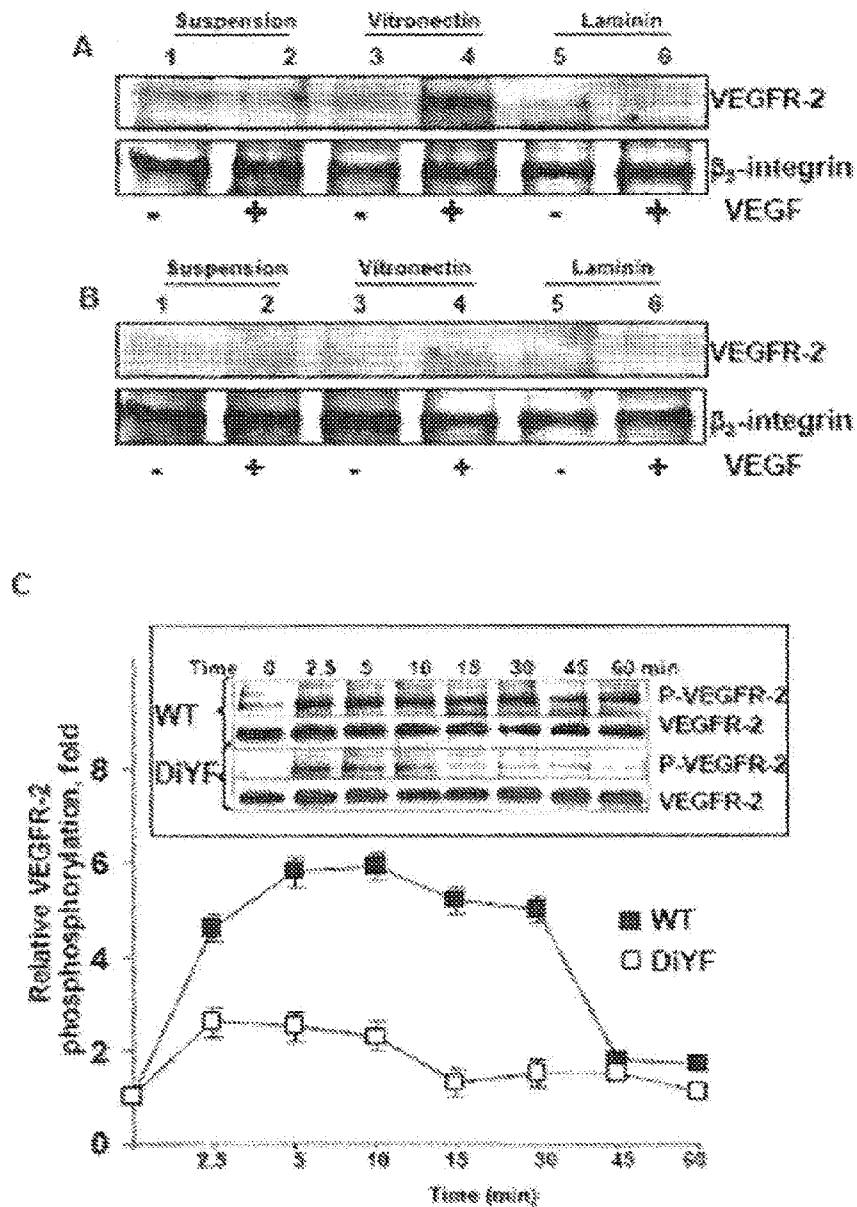 Suspension Vitronectin Laminin
A 1 2 3 4 5 6
VEGFR-2
β₃-integrin
- + - + - + VEGF
Suspension Vitronectin Laminin
B 1 2 3 4 5 6
VEGFR-2
β₃-integrin
- + - + - + VEGF
C
Time 0 2.5 5 10 15 30 45 60 min
WT P-VEGFR-2
VEGFR-2
DiYF P-VEGFR-2
VEGFR-2
Relative VEGFR-2
phosphorylation, fold
8
6
4
2
0
WT
DiYF
2.5 5 10 15 30 45 60
Time (min)